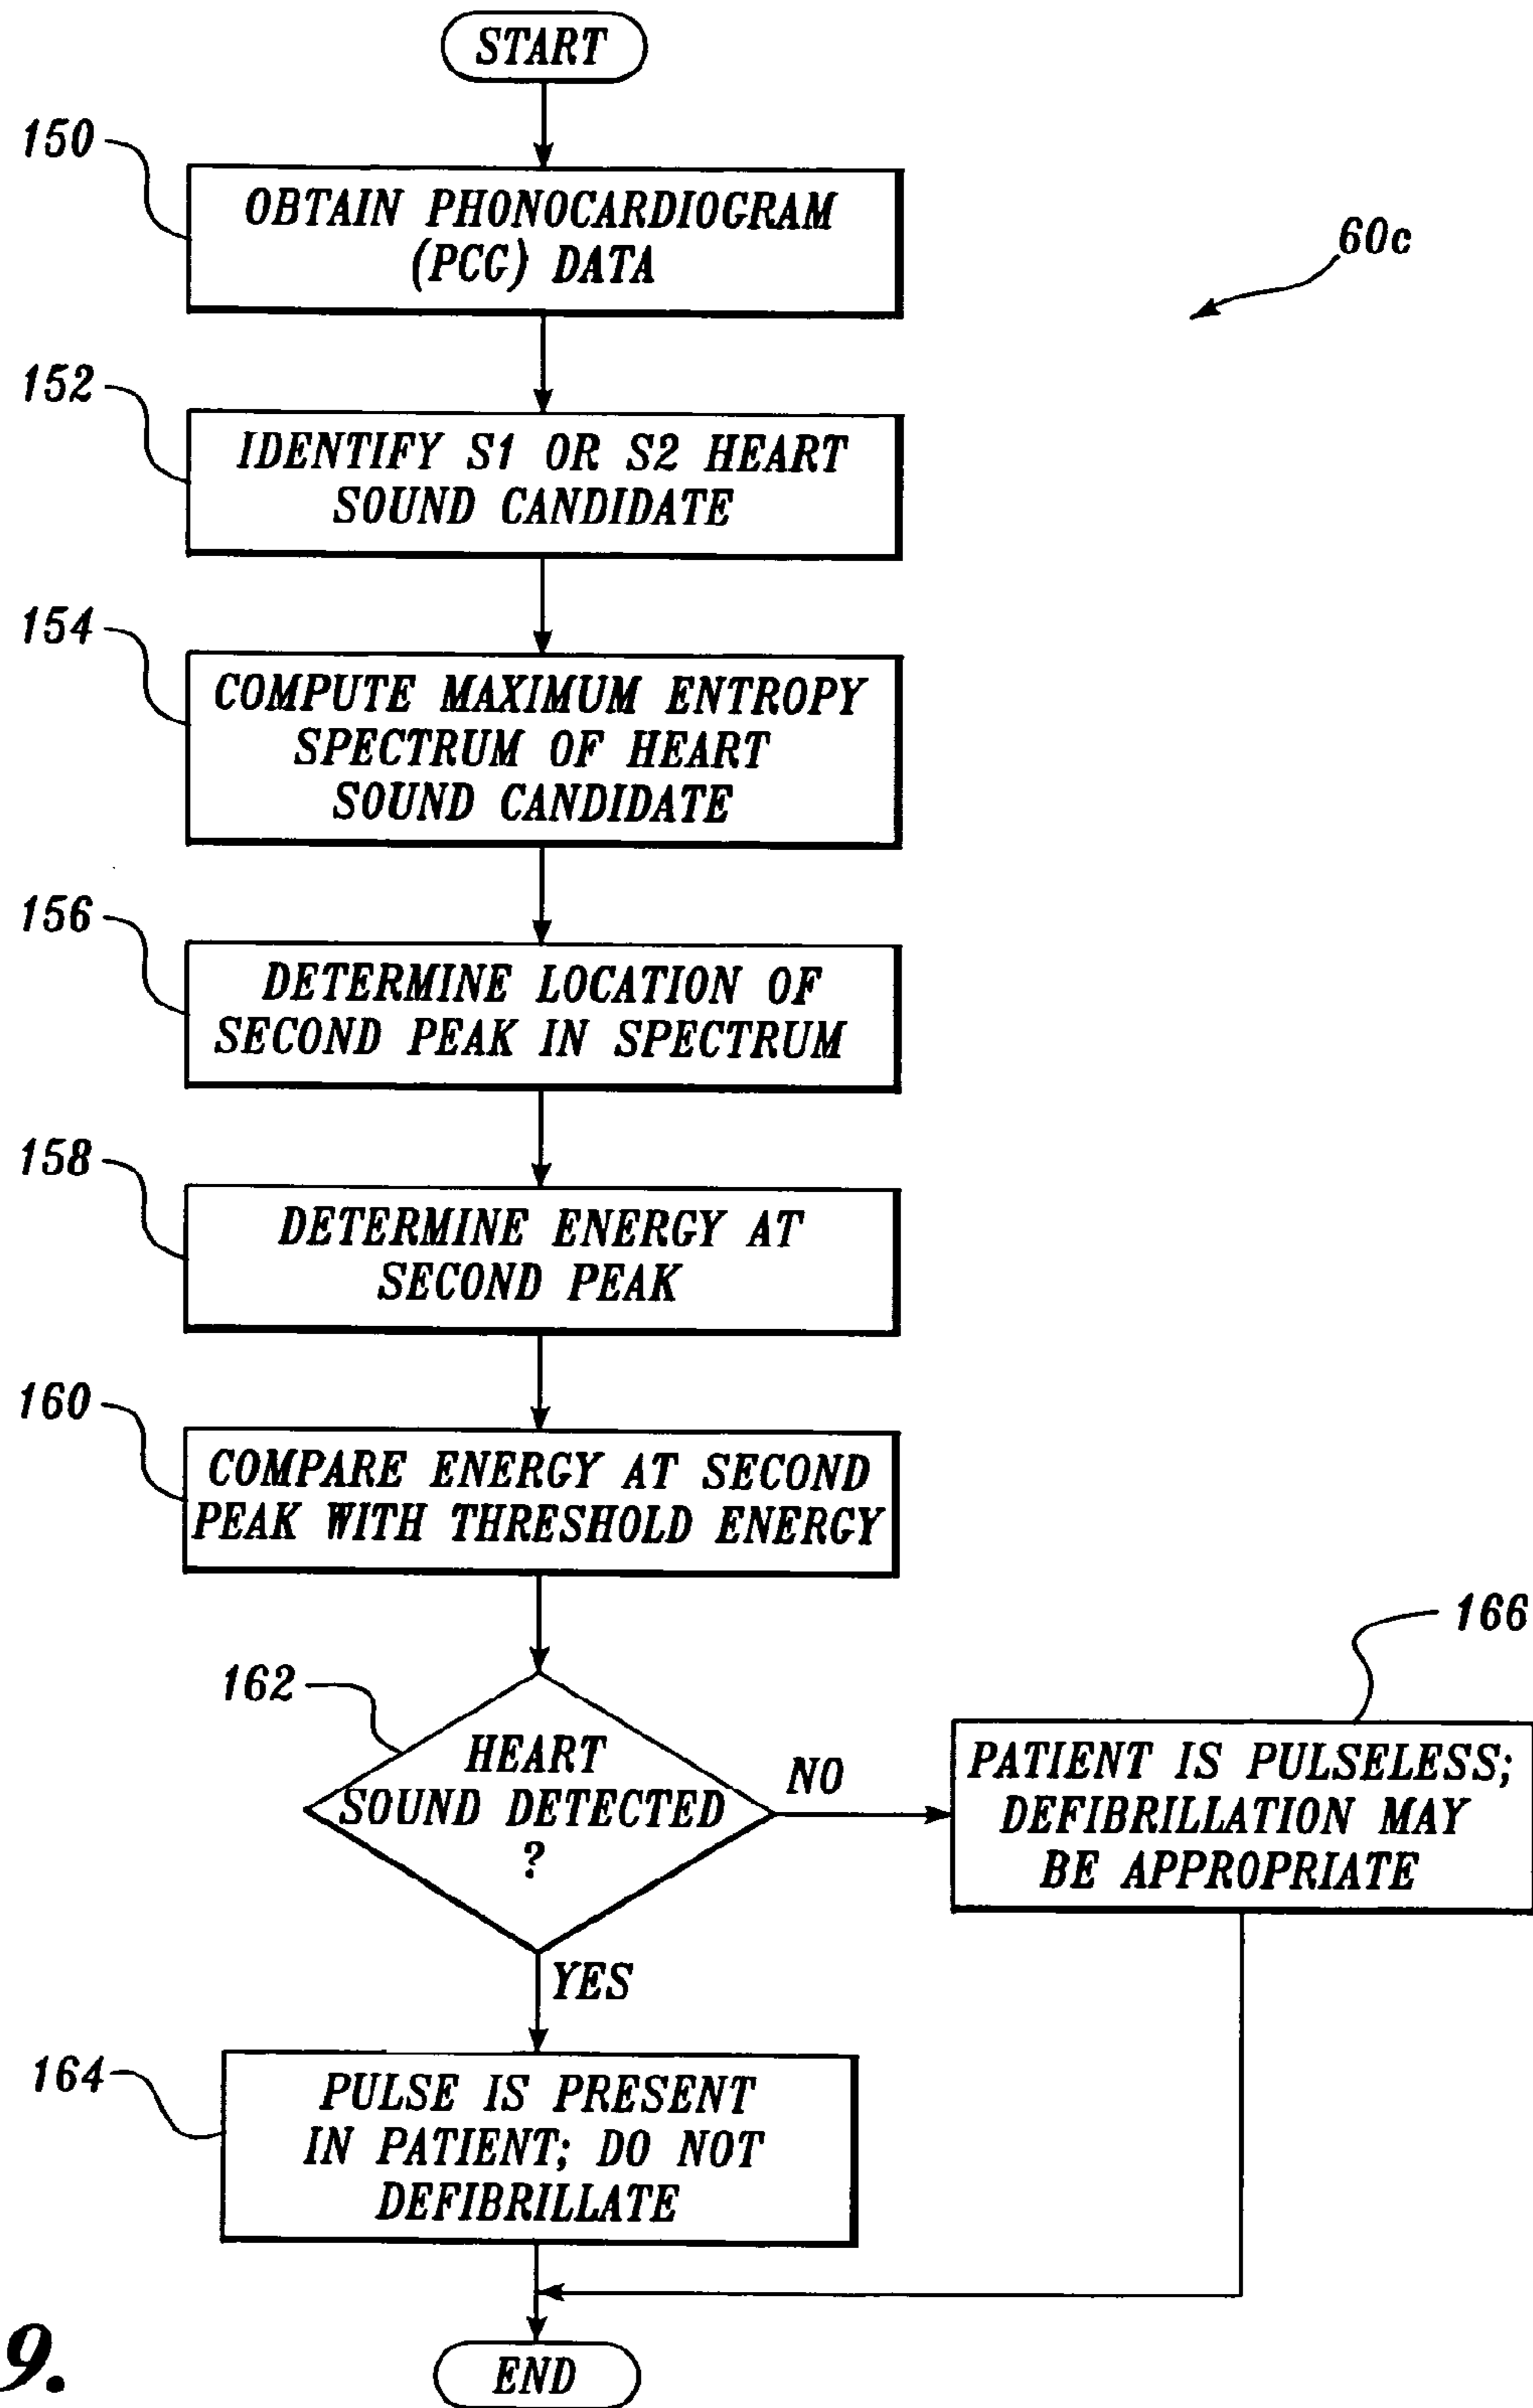 START
150
OBTAIN PHONOCARDIOGRAM
(PCG) DATA
60c
152
IDENTIFY S1 OR S2 HEART
SOUND CANDIDATE
154
COMPUTE MAXIMUM ENTROPY
SPECTRUM OF HEART
SOUND CANDIDATE
156
DETERMINE LOCATION OF
SECOND PEAK IN SPECTRUM
158
DETERMINE ENERGY AT
SECOND PEAK
160
COMPARE ENERGY AT SECOND
PEAK WITH THRESHOLD ENERGY
162
HEART
SOUND DETECTED
?
NO
166
PATIENT IS PULSELESS;
DEFIBRILLATION MAY
BE APPROPRIATE
YES
164
PULSE IS PRESENT
IN PATIENT; DO NOT
DEFIBRILLATE
END
9.